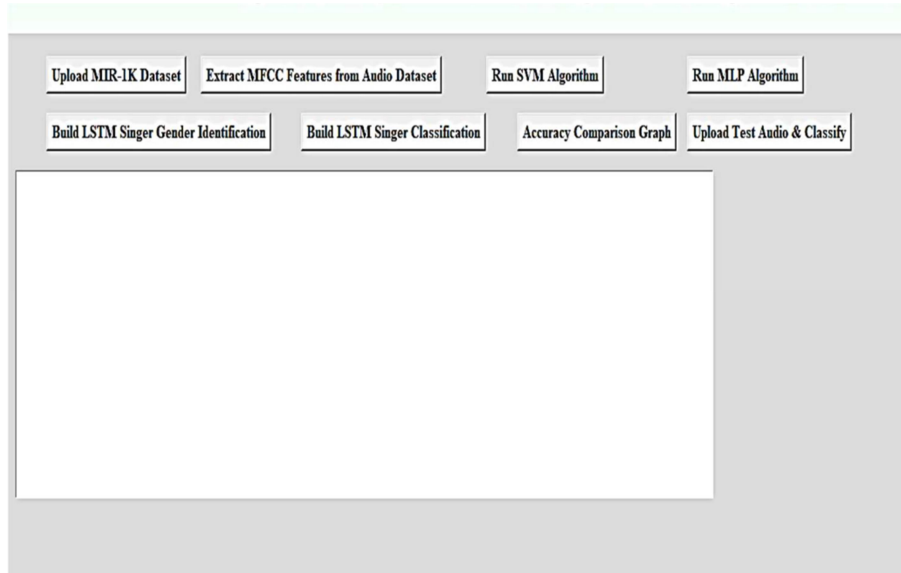 Upload MIR-1K Dataset Extract MFCC Features from Audio Dataset Run SVM Algorithm Run MLP Algorithm
Build LSTM Singer Gender Identification Build LSTM Singer Classification Accuracy Comparison Graph Upload Test Audio & Classify